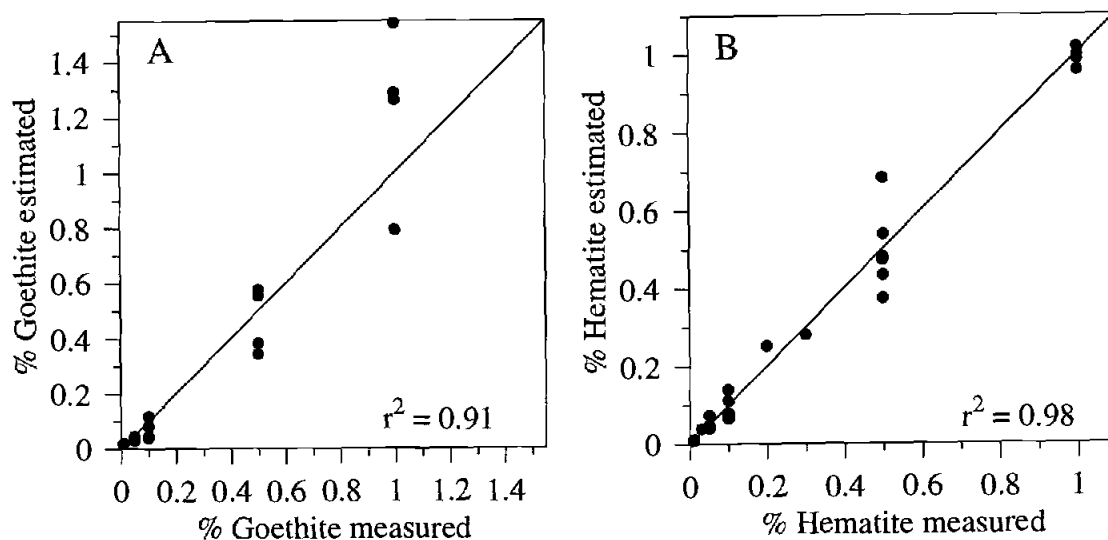 A
% Goethite estimated
1.4
1.2
1
0.8
0.6
0.4
0.2
0
r² = 0.91
0 0.2 0.4 0.6 0.8 1 1.2 1.4
% Goethite measured
B
% Hematite estimated
1
0.8
0.6
0.4
0.2
0
r² = 0.98
0 0.2 0.4 0.6 0.8 1
% Hematite measured